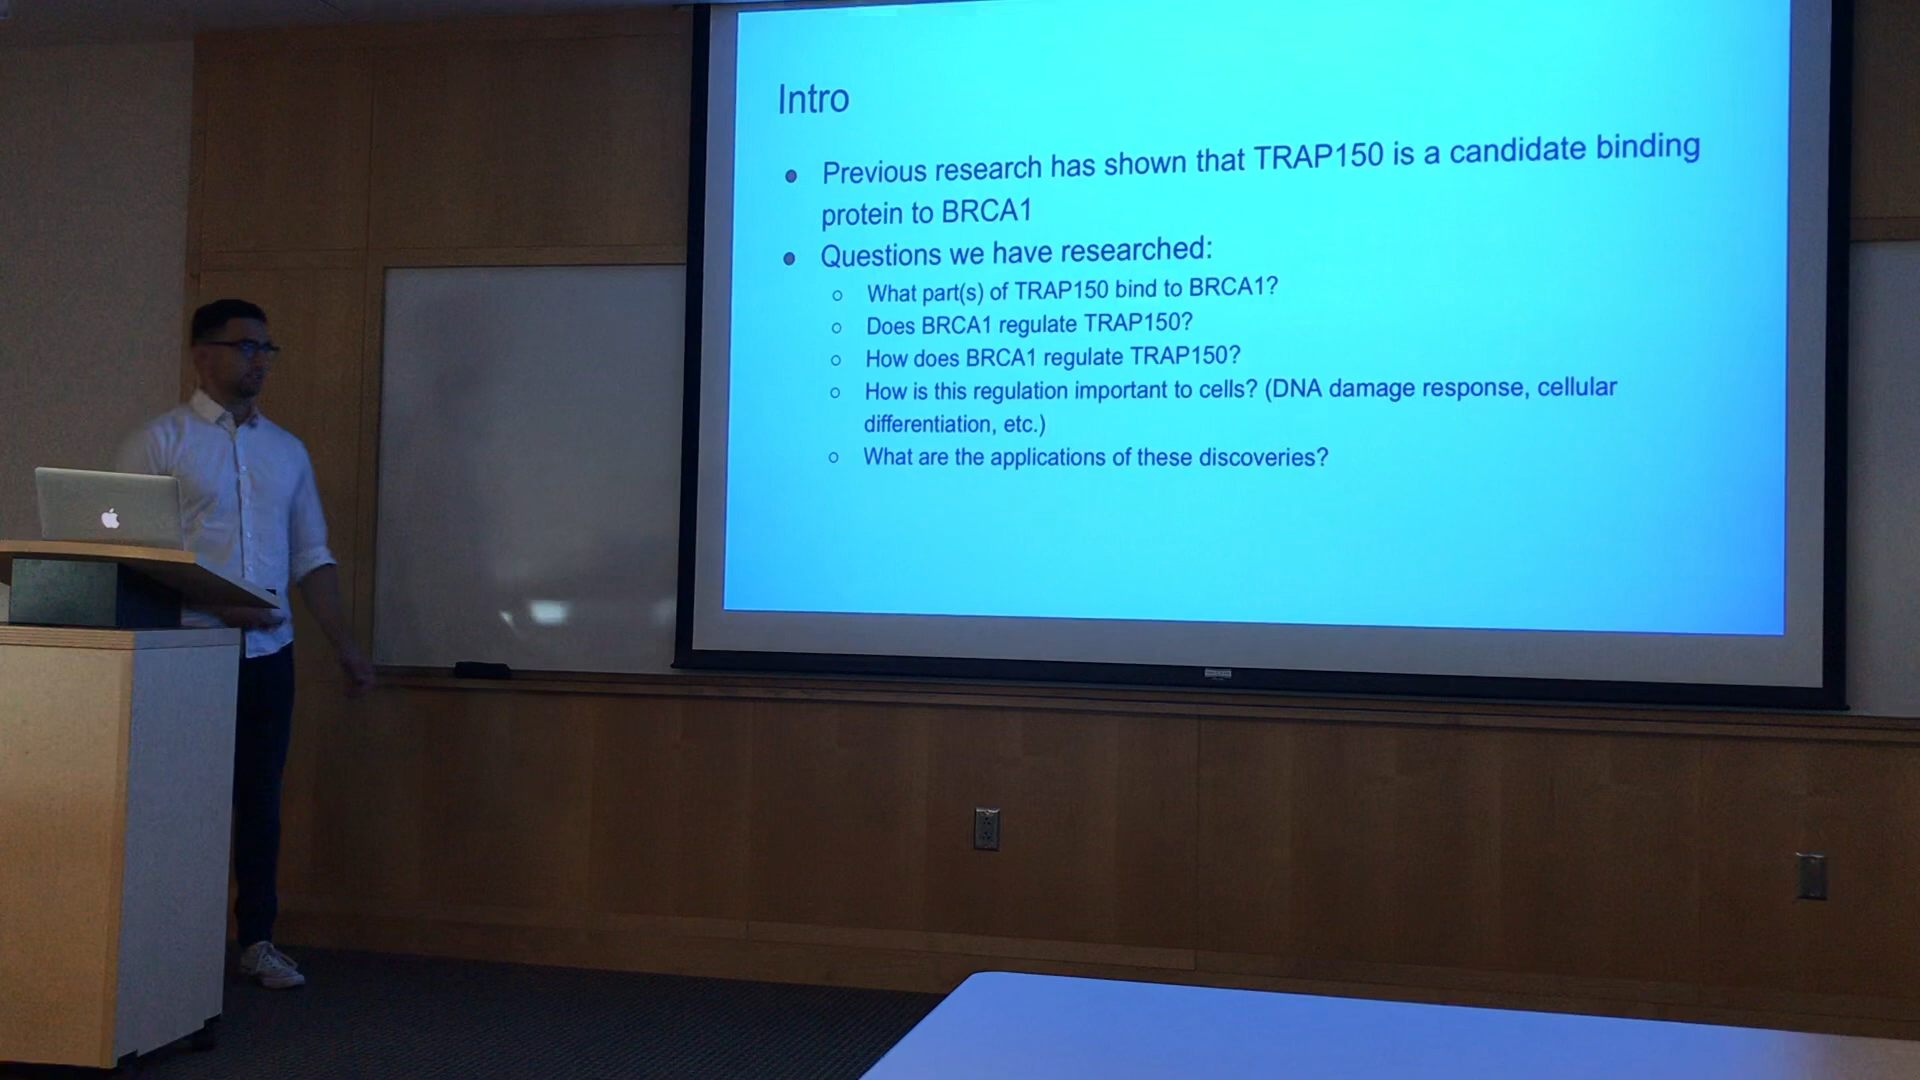 Intro
Previous research has shown that TRAP150 is a candidate binding
protein to BRCA1
Questions we have researched:
What part(s) of TRAP150 bind to BRCA1?
Does BRCA1 regulate TRAP150?
How does BRCA1 regulate TRAP150?
How is this regulation important to cells? (DNA damage response, cellular
differentiation, etc.)
What are the applications of these discoveries?